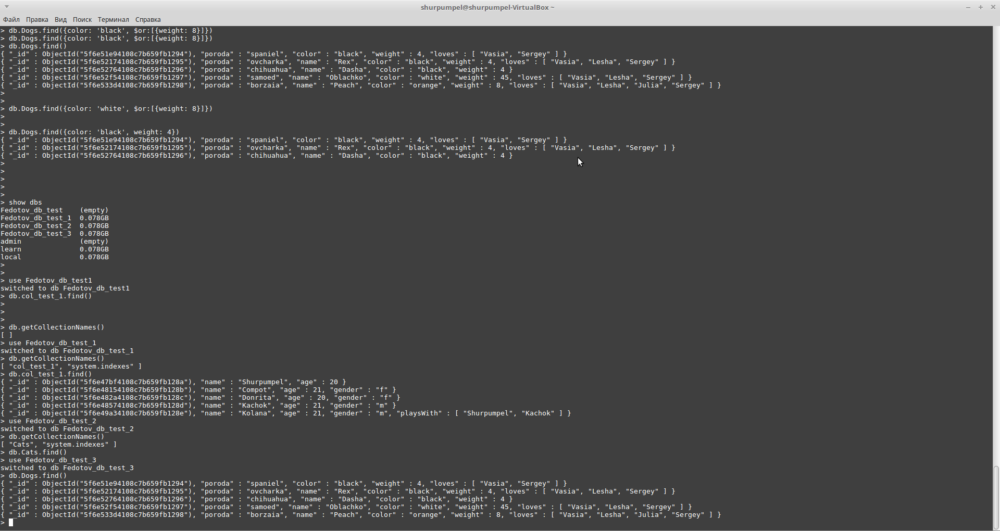 shurpumpel@shurpumpel-VirtualBox ~
Файл Правка Вид Поиск Терминал Справка
> db.Dogs.find({color: 'black', $or:[{weight: 8}]})
> db.Dogs.find({color: 'black', $or:[{weight: 8}]})
> db.Dogs.find()
{ "_id" : ObjectId("5f6e51e94108c7b659fb1294"), "poroda" : "spaniel", "color" : "black", "weight" : 4, "loves" : [ "Vasia", "Sergey" ] }
{ "_id" : ObjectId("5f6e52174108c7b659fb1295"), "poroda" : "ovcharka", "name" : "Rex", "color" : "black", "weight" : 4, "loves" : [ "Vasia", "Lesha", "Sergey" ] }
{ "_id" : ObjectId("5f6e52764108c7b659fb1296"), "poroda" : "chihuahua", "name" : "Dasha", "color" : "black", "weight" : 4 }
{ "_id" : ObjectId("5f6e52f54108c7b659fb1297"), "poroda" : "samoed", "name" : "Oblachko", "color" : "white", "weight" : 45, "loves" : [ "Vasia", "Lesha", "Sergey" ] }
{ "_id" : ObjectId("5f6e533d4108c7b659fb1298"), "poroda" : "borzaia", "name" : "Peach", "color" : "orange", "weight" : 8, "loves" : [ "Vasia", "Lesha", "Julia", "Sergey" ] }
>
>
> db.Dogs.find({color: 'white', $or:[{weight: 8}]})
>
>
> db.Dogs.find({color: 'black', weight: 4})
{ "_id" : ObjectId("5f6e51e94108c7b659fb1294"), "poroda" : "spaniel", "color" : "black", "weight" : 4, "loves" : [ "Vasia", "Sergey" ] }
{ "_id" : ObjectId("5f6e52174108c7b659fb1295"), "poroda" : "ovcharka", "name" : "Rex", "color" : "black", "weight" : 4, "loves" : [ "Vasia", "Lesha", "Sergey" ] }
{ "_id" : ObjectId("5f6e52764108c7b659fb1296"), "poroda" : "chihuahua", "name" : "Dasha", "color" : "black", "weight" : 4 }
>
>
>
>
>
> show dbs
Fedotov_db_test    (empty)
Fedotov_db_test_1  0.078GB
Fedotov_db_test_2  0.078GB
Fedotov_db_test_3  0.078GB
admin              (empty)
learn              0.078GB
local              0.078GB
>
>
> use Fedotov_db_test1
switched to db Fedotov_db_test1
> db.col_test_1.find()
>
>
>
> db.getCollectionNames()
[ ]
> use Fedotov_db_test_1
switched to db Fedotov_db_test_1
> db.getCollectionNames()
[ "col_test_1", "system.indexes" ]
> db.col_test_1.find()
{ "_id" : ObjectId("5f6e47bf4108c7b659fb128a"), "name" : "Shurpumpel", "age" : 20 }
{ "_id" : ObjectId("5f6e48154108c7b659fb128b"), "name" : "Compot", "age" : 21, "gender" : "f" }
{ "_id" : ObjectId("5f6e482a4108c7b659fb128c"), "name" : "Donrita", "age" : 20, "gender" : "f" }
{ "_id" : ObjectId("5f6e48574108c7b659fb128d"), "name" : "Kachok", "age" : 21, "gender" : "m" }
{ "_id" : ObjectId("5f6e49a34108c7b659fb128e"), "name" : "Kolana", "age" : 21, "gender" : "m", "playsWith" : [ "Shurpumpel", "Kachok" ] }
> use Fedotov_db_test_2
switched to db Fedotov_db_test_2
> db.getCollectionNames()
[ "Cats", "system.indexes" ]
> db.Cats.find()
> use Fedotov_db_test_3
switched to db Fedotov_db_test_3
> db.Dogs.find()
{ "_id" : ObjectId("5f6e51e94108c7b659fb1294"), "poroda" : "spaniel", "color" : "black", "weight" : 4, "loves" : [ "Vasia", "Sergey" ] }
{ "_id" : ObjectId("5f6e52174108c7b659fb1295"), "poroda" : "ovcharka", "name" : "Rex", "color" : "black", "weight" : 4, "loves" : [ "Vasia", "Lesha", "Sergey" ] }
{ "_id" : ObjectId("5f6e52764108c7b659fb1296"), "poroda" : "chihuahua", "name" : "Dasha", "color" : "black", "weight" : 4 }
{ "_id" : ObjectId("5f6e52f54108c7b659fb1297"), "poroda" : "samoed", "name" : "Oblachko", "color" : "white", "weight" : 45, "loves" : [ "Vasia", "Lesha", "Sergey" ] }
{ "_id" : ObjectId("5f6e533d4108c7b659fb1298"), "poroda" : "borzaia", "name" : "Peach", "color" : "orange", "weight" : 8, "loves" : [ "Vasia", "Lesha", "Julia", "Sergey" ] }
>